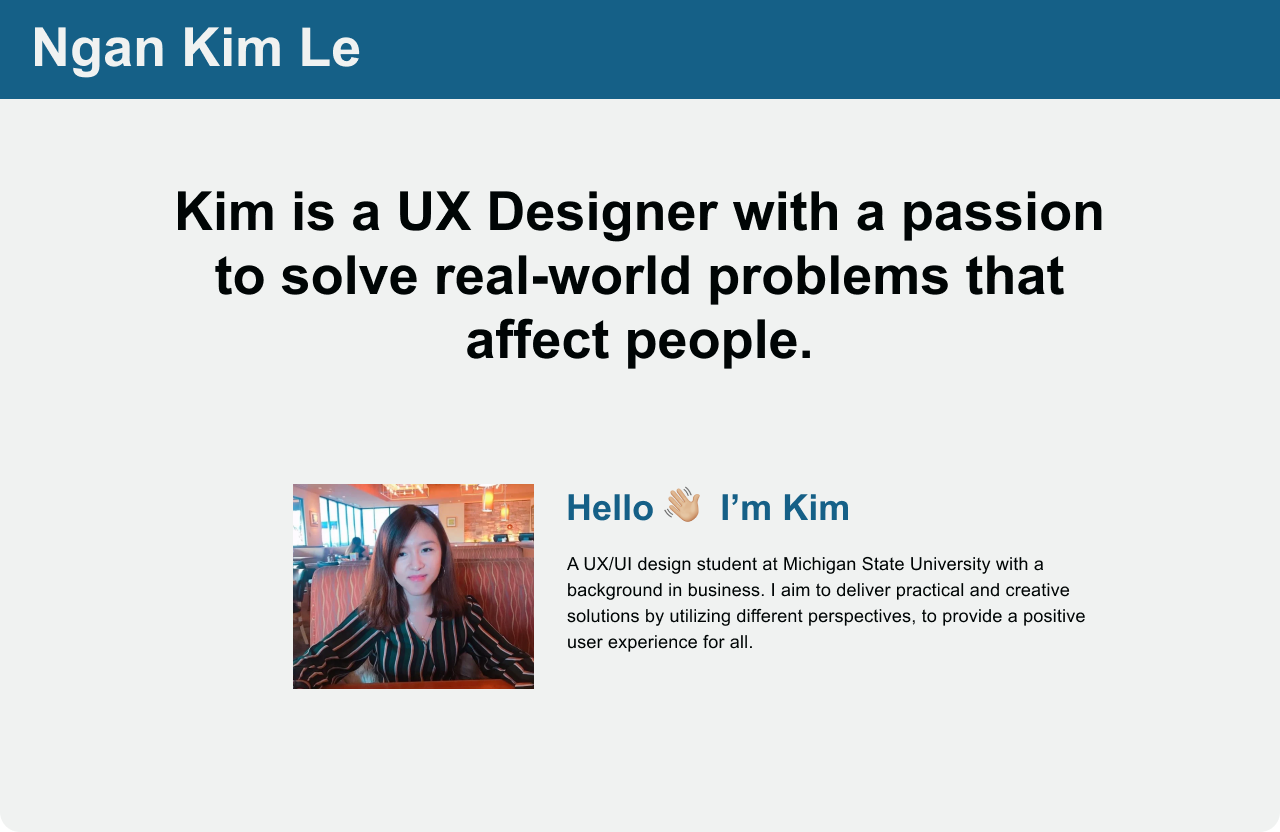 Ngan Kim Le
Kim is a UX Designer with a passion
to solve real-world problems that
affect people.
Hello 👋🏼 I’m Kim
A UX/UI design student at Michigan State University with a
background in business. I aim to deliver practical and creative
solutions by utilizing different perspectives, to provide a positive
user experience for all.